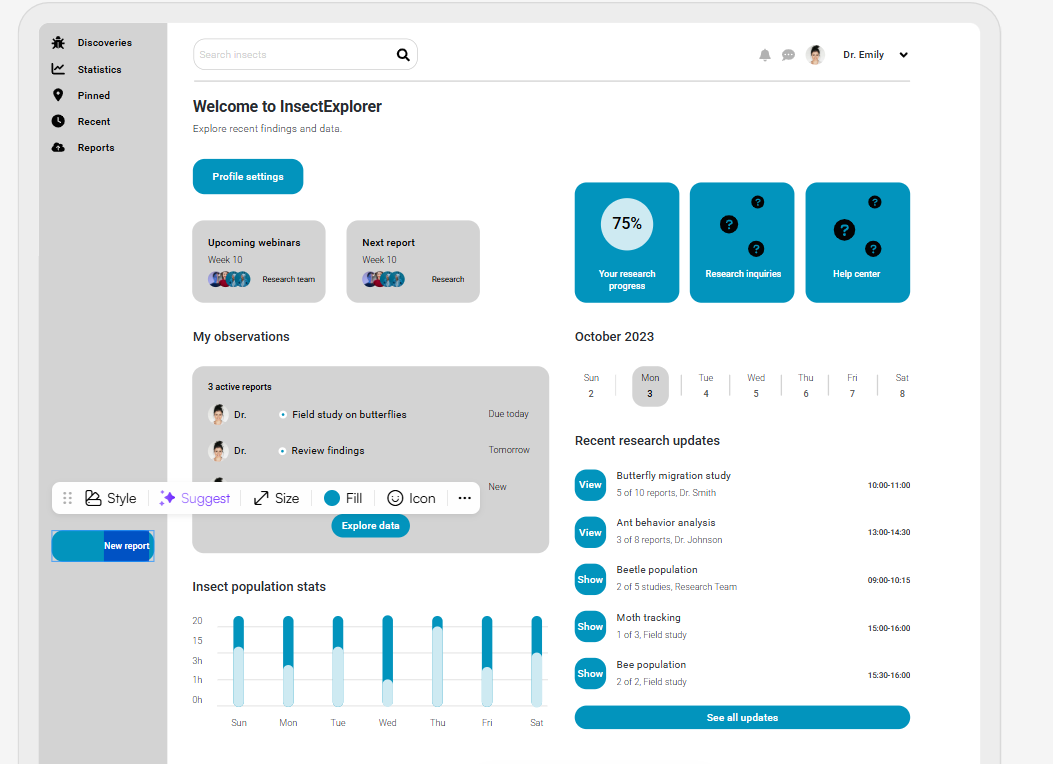 Discoveries
Statistics
Pinned
Recent
Reports
New report
Search insects
Dr. Emily
Welcome to InsectExplorer
Explore recent findings and data.
Profile settings
Upcoming webinars
Week 10
Research team
Next report
Week 10
Research
75%
Your research
progress
?
?
?
Research inquiries
?
?
?
Help center
My observations
3 active reports
Dr.
Field study on butterflies
Due today
Dr.
Review findings
Tomorrow
New
Style
Suggest
Size
Fill
Icon
Explore data
October 2023
Sun Mon Tue Wed Thu Fri Sat
2 3 4 5 6 7 8
Recent research updates
View
Butterfly migration study
5 of 10 reports, Dr. Smith
10:00-11:00
View
Ant behavior analysis
3 of 8 reports, Dr. Johnson
13:00-14:30
Show
Beetle population
2 of 5 studies, Research Team
09:00-10:15
Show
Moth tracking
1 of 3, Field study
15:00-16:00
Show
Bee population
2 of 2, Field study
15:30-16:00
See all updates
Insect population stats
20
15
3h
1h
0h
Sun Mon Tue Wed Thu Fri Sat